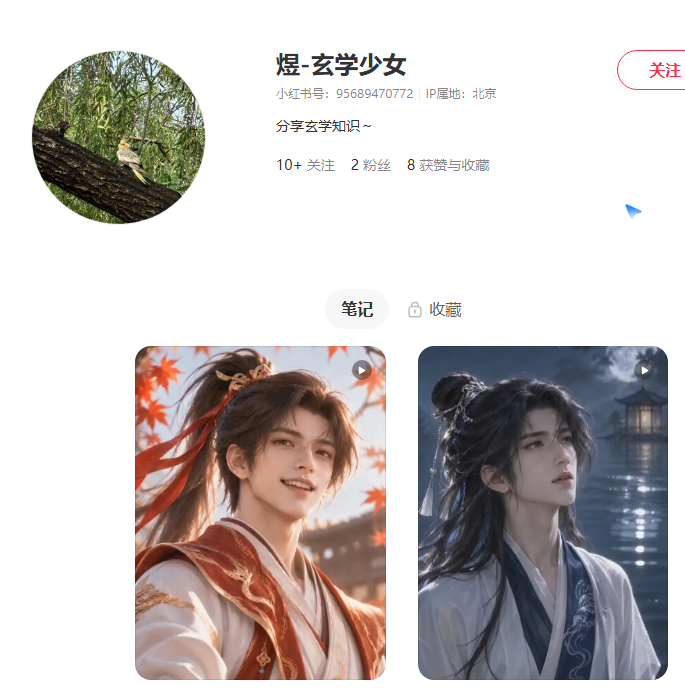 煜-玄学少女
关注
小红书号：95689470772 IP属地：北京
分享玄学知识～
10+ 关注 2 粉丝 8 获赞与收藏
笔记 收藏